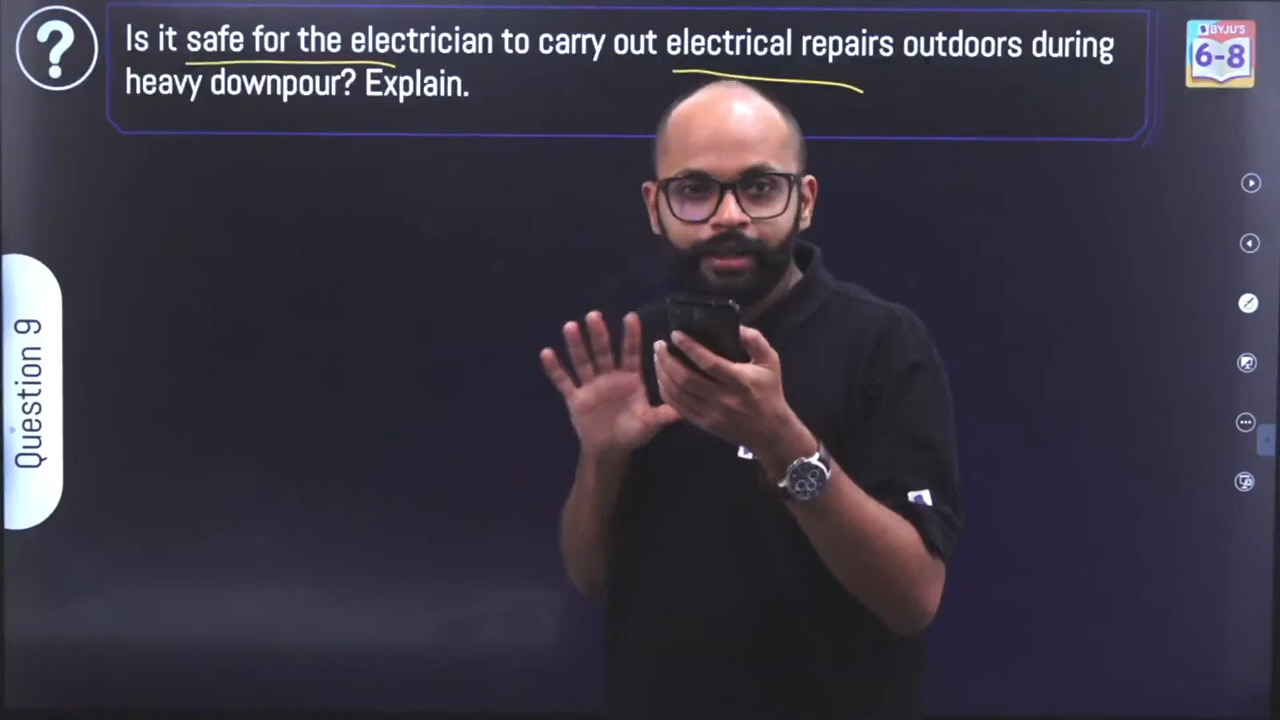 ?
Is it safe for the electrician to carry out electrical repairs outdoors during
heavy downpour? Explain.
BYJU'S
6-8
Question 9